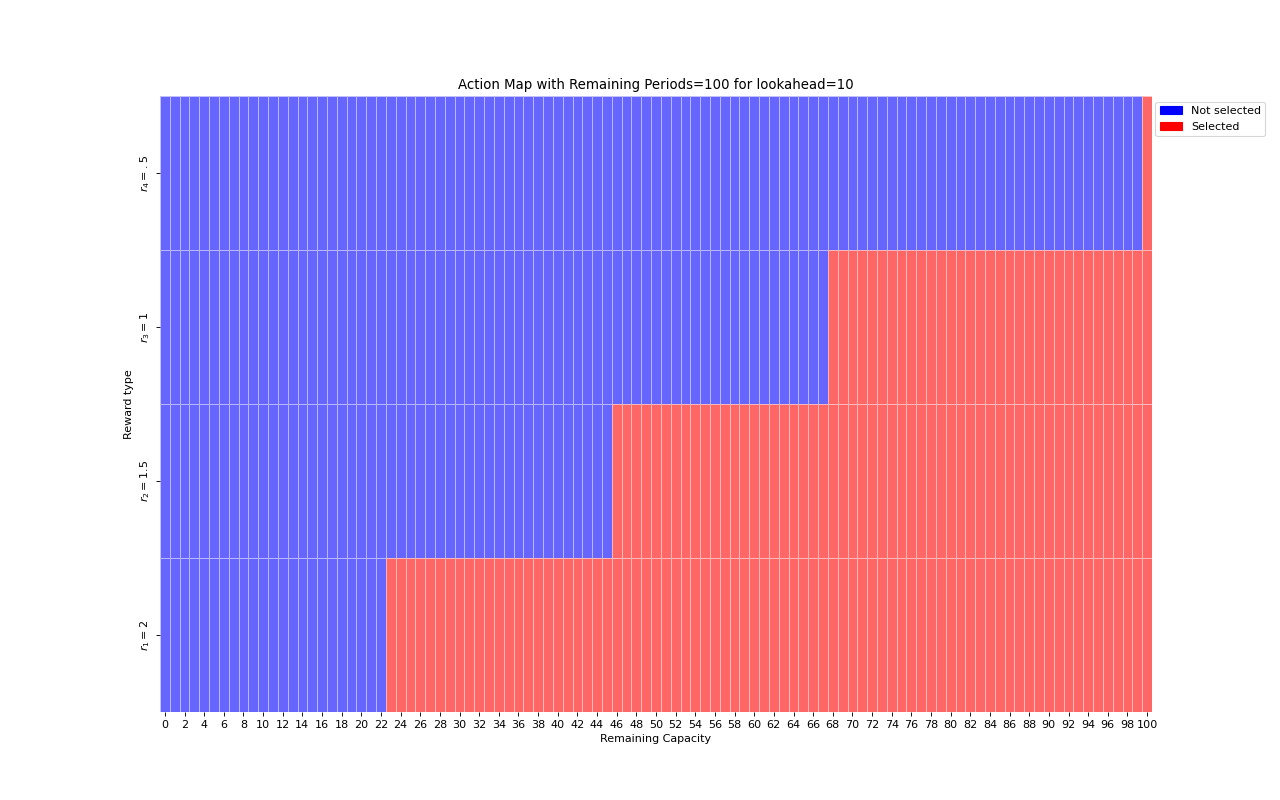 Action Map with Remaining Periods=100 for lookahead=10
Not selected
Selected
r₄ = .5
r₃ = 1
r₂ = 1.5
r₁ = 2
Reward type
0 2 4 6 8 10 12 14 16 18 20 22 24 26 28 30 32 34 36 38 40 42 44 46 48 50 52 54 56 58 60 62 64 66 68 70 72 74 76 78 80 82 84 86 88 90 92 94 96 98 100
Remaining Capacity